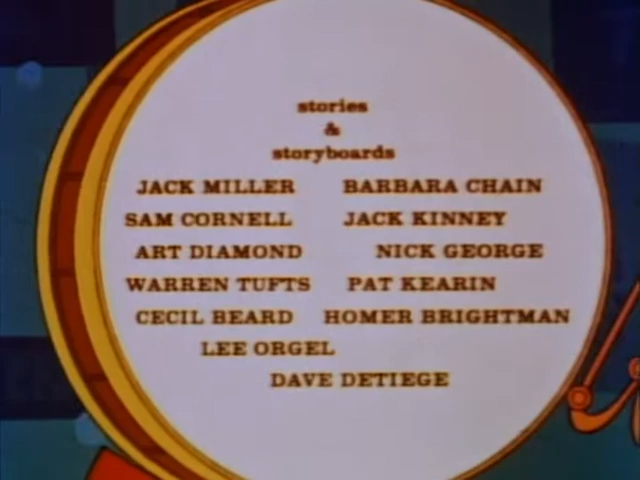 stories
&
storyboards
JACK MILLER BARBARA CHAIN
SAM CORNELL JACK KINNEY
ART DIAMOND NICK GEORGE
WARREN TUFTS PAT KEARIN
CECIL BEARD HOMER BRIGHTMAN
LEE ORGEL
DAVE DETIEGE